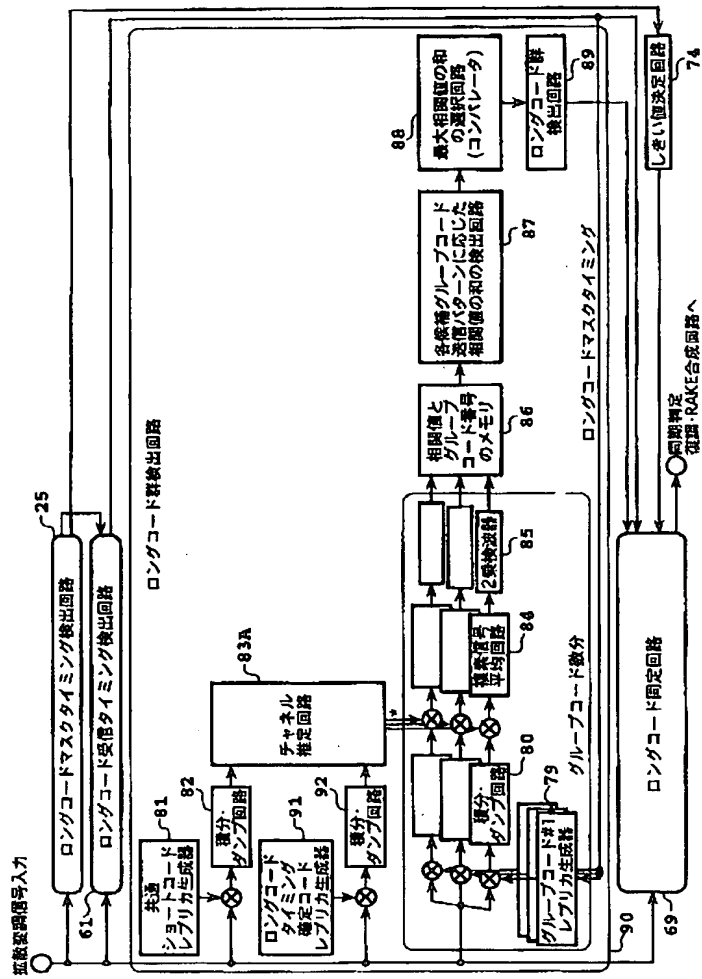 拡散変調信号入力
ロングコードマスクタイミング検出回路
25
ロングコード受信タイミング検出回路
61
ロングコード群検出回路
共通
ショートコード
レプリカ生成器
81
積分・
ダンプ回路
82
チャネル
推定回路
83A
ロングコード
タイミング
確定コード
レプリカ生成器
91
積分・
ダンプ回路
92
*
グループコード#1
レプリカ生成器
79
積分・
ダンプ回路
80
複素信号
平均回路
84
2乗検波器
85
グループコード数分
相関値と
グループ
コード番号
のメモリ
86
各候補グループコード
送信パターンに応じた
相関値の和の検出回路
87
最大相関値の和
の選択回路
(コンパレータ)
88
ロングコード群
検出回路
89
ロングコードマスクタイミング
90
ロングコード同定回路
69
しきい値決定回路
74
同期判定
復調・RAKE合成回路へ